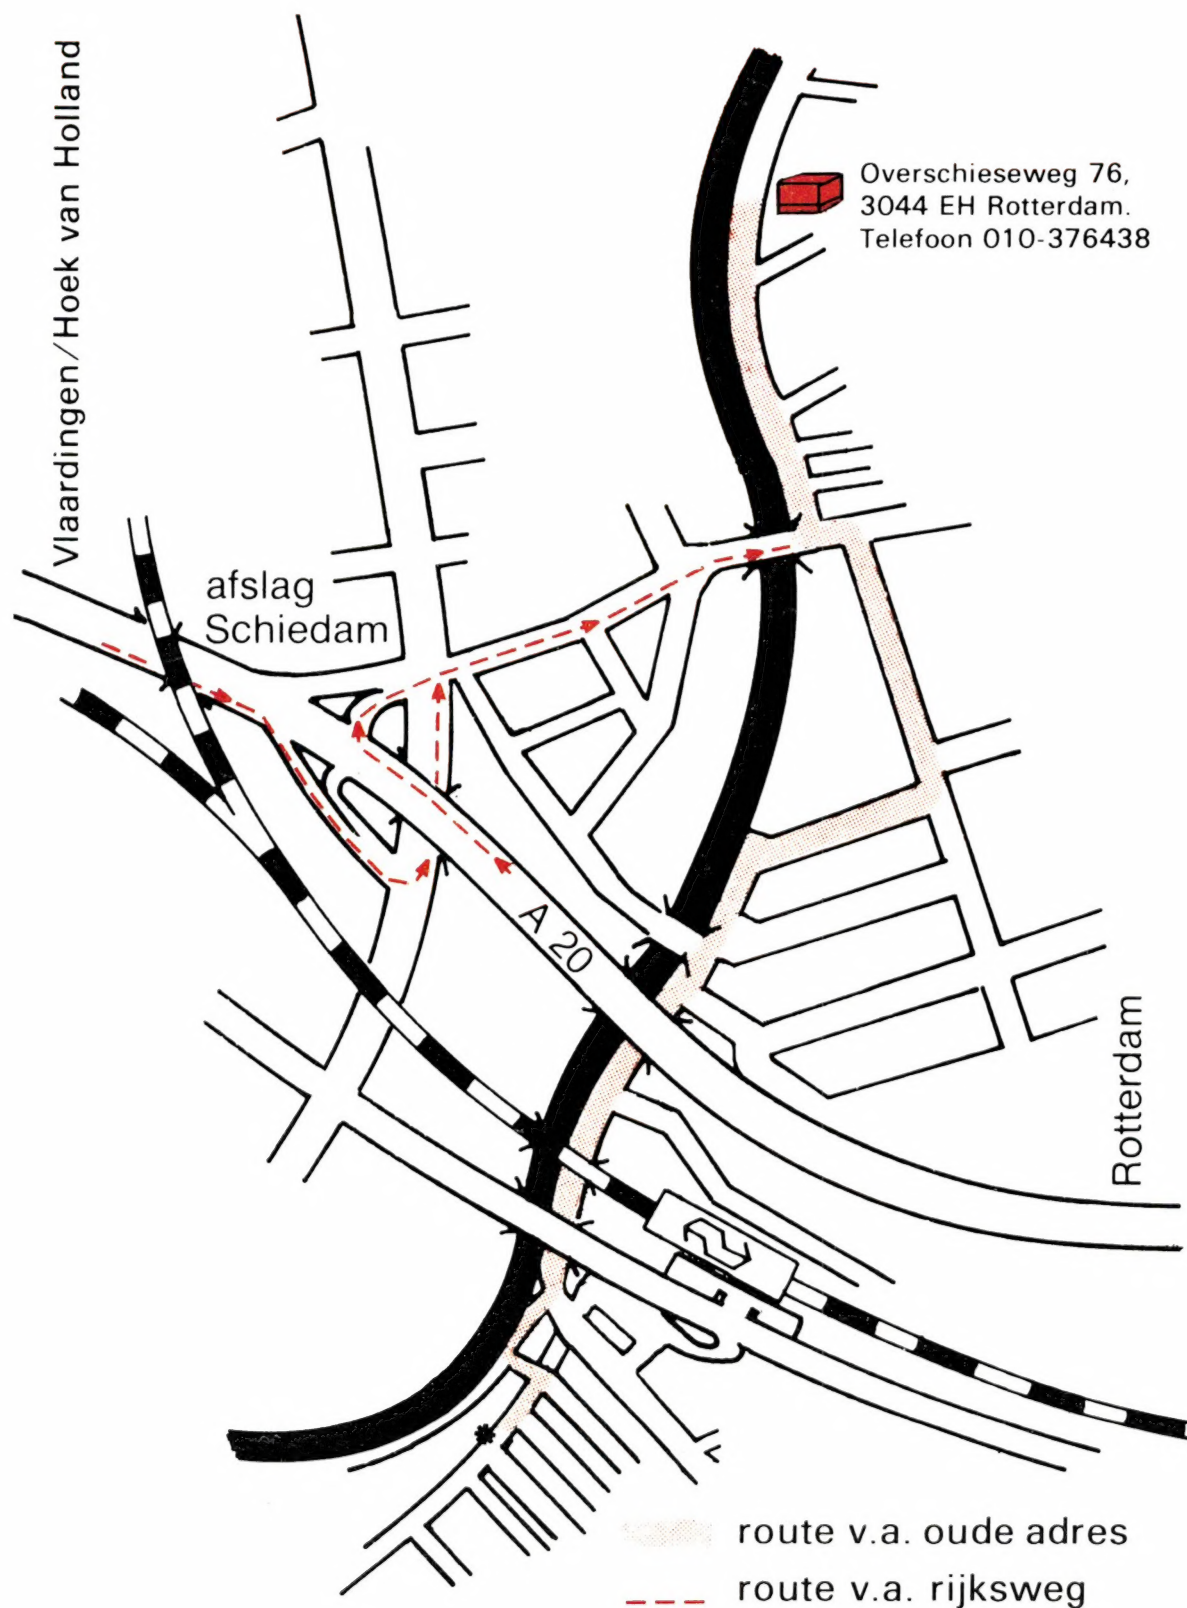 Vlaardingen/Hoek van Holland
Overschieseweg 76,
3044 EH Rotterdam.
Telefoon 010-376438
afslag
Schiedam
A 20
Rotterdam
route v.a. oude adres
route v.a. rijksweg